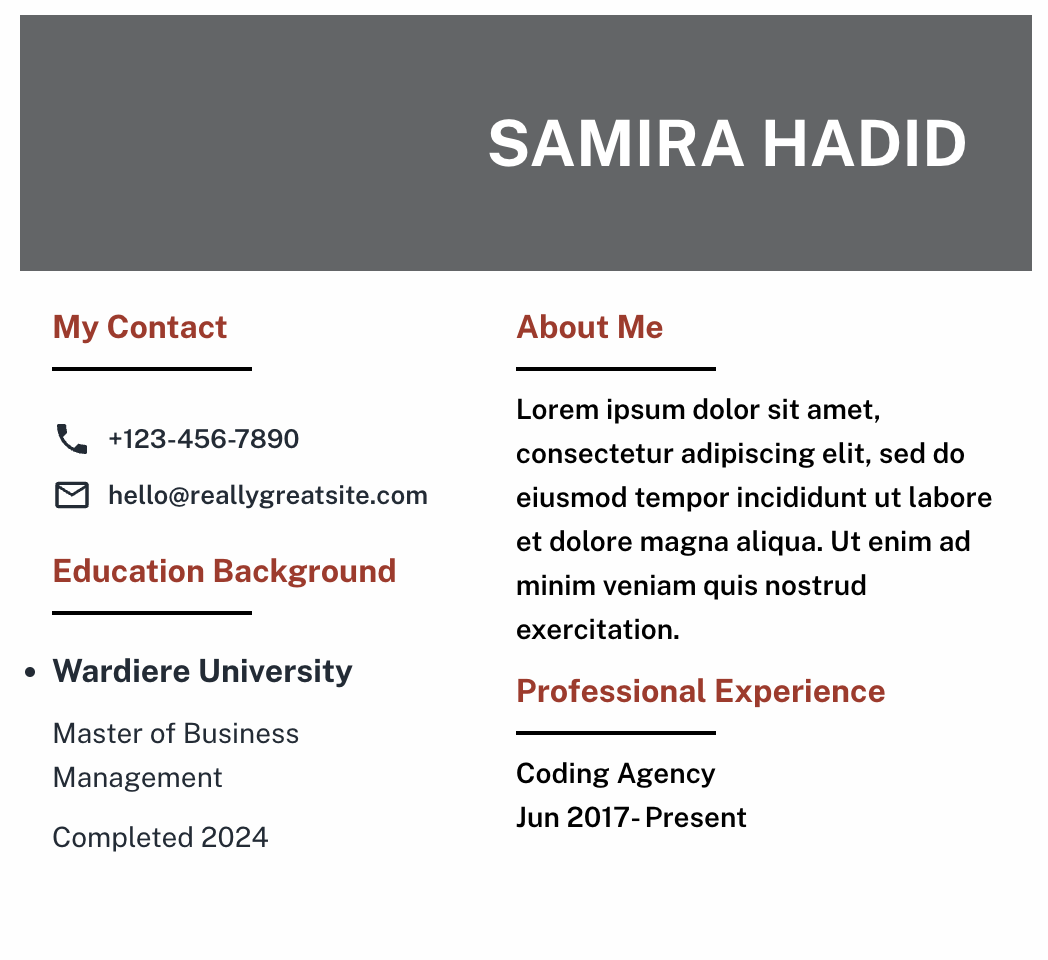 SAMIRA HADID
My Contact
+123-456-7890
hello@reallygreatsite.com
Education Background
Wardiere University
Master of Business
Management
Completed 2024
About Me
Lorem ipsum dolor sit amet,
consectetur adipiscing elit, sed do
eiusmod tempor incididunt ut labore
et dolore magna aliqua. Ut enim ad
minim veniam quis nostrud
exercitation.
Professional Experience
Coding Agency
Jun 2017- Present